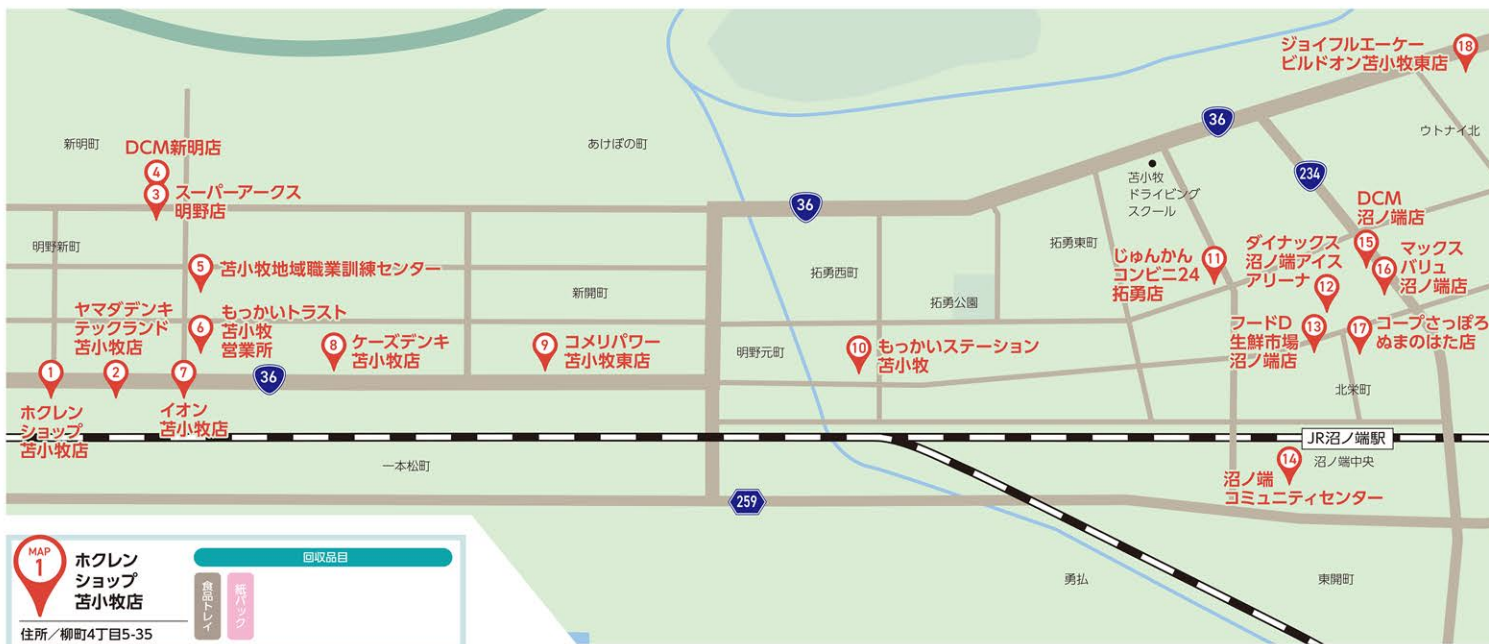 ジョイフルエーケー
ビルドオン苫小牧東店
18
36
ウトナイ北
新明町
DCM新明店
4
3
スーパーアークス
明野店
あけぼの町
苫小牧
ドライビング
スクール
234
36
DCM
沼ノ端店
15
明野新町
5
苫小牧地域職業訓練センター
新開町
拓勇西町
拓勇東町
拓勇公園
じゅんかん
コンビニ24
拓勇店
11
ダイナックス
沼ノ端アイス
アリーナ
12
16
マックス
バリュ
沼ノ端店
ヤマダデンキ
テックランド
苫小牧店
2
6
もっかいトラスト
苫小牧
営業所
8
ケーズデンキ
苫小牧店
9
コメリパワー
苫小牧東店
明野元町
10
もっかいステーション
苫小牧
フードD
生鮮市場
沼ノ端店
13
17
コープさっぽろ
ぬまのはた店
北栄町
1
ホクレン
ショップ
苫小牧店
7
イオン
苫小牧店
36
一本松町
JR沼ノ端駅
14
沼ノ端中央
沼ノ端
コミュニティセンター
259
勇払
東開町
MAP
1
ホクレン
ショップ
苫小牧店
住所/柳町4丁目5-35
回収品目
食品トレイ
紙パック